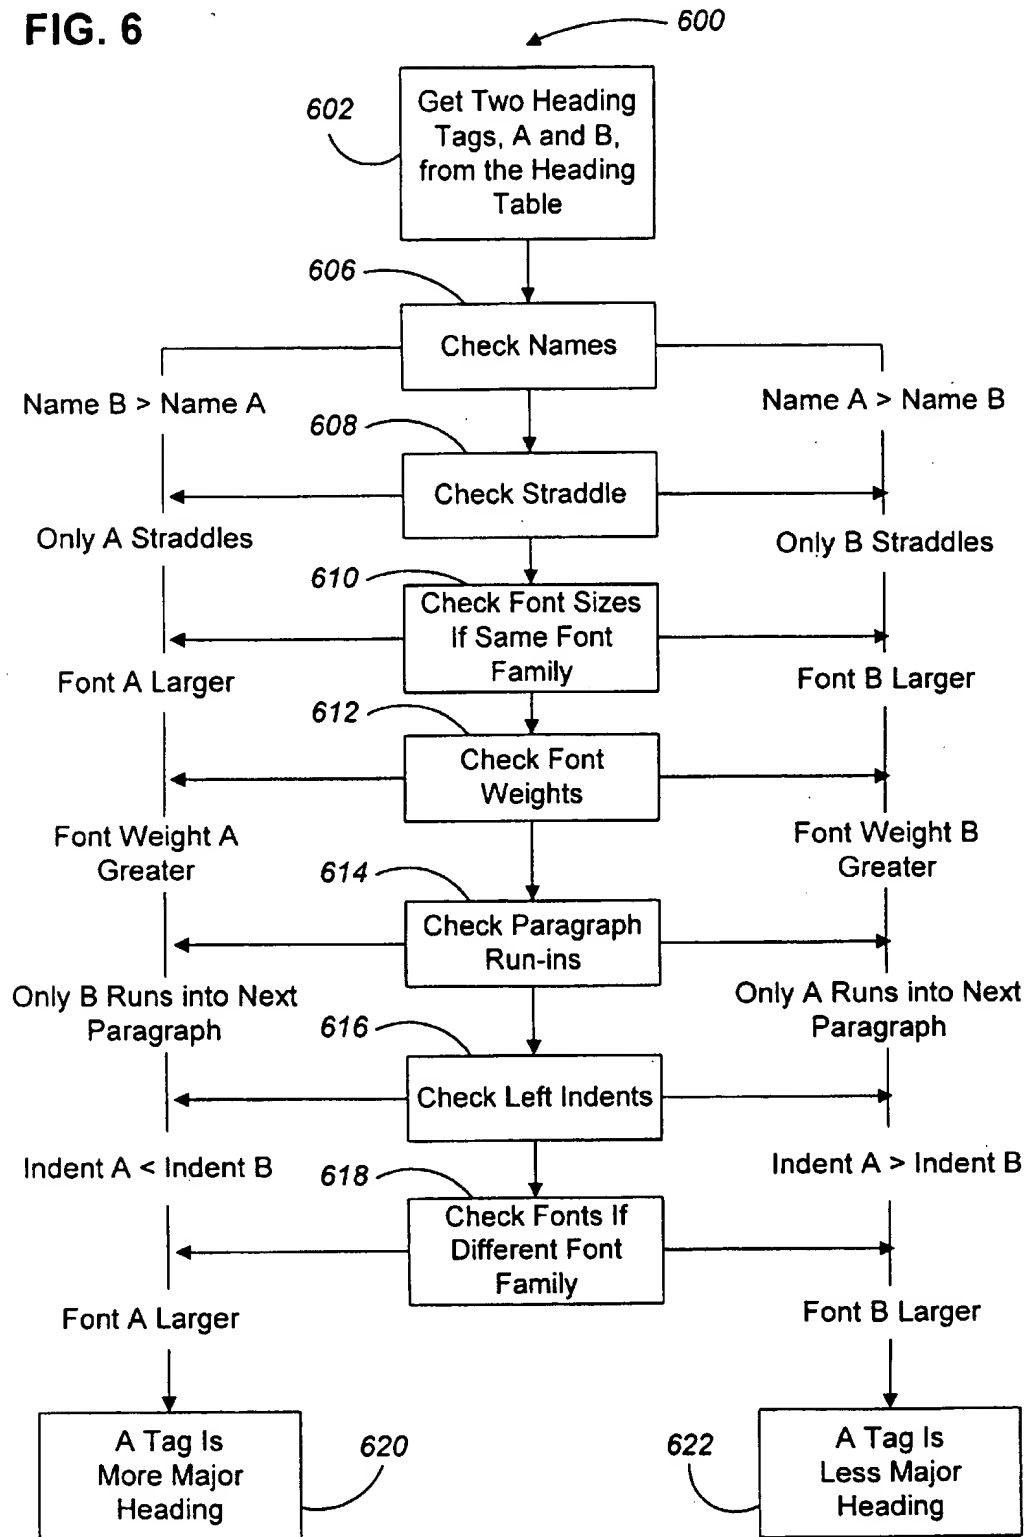 FIG. 6
600
602
Get Two Heading
Tags, A and B,
from the Heading
Table
606
Check Names
Name B > Name A
Name A > Name B
608
Check Straddle
Only A Straddles
Only B Straddles
610
Check Font Sizes
If Same Font
Family
Font A Larger
Font B Larger
612
Check Font
Weights
Font Weight A
Greater
Font Weight B
Greater
614
Check Paragraph
Run-ins
Only B Runs into Next
Paragraph
Only A Runs into Next
Paragraph
616
Check Left Indents
Indent A < Indent B
Indent A > Indent B
618
Check Fonts If
Different Font
Family
Font A Larger
Font B Larger
A Tag Is
More Major
Heading
620
622
A Tag Is
Less Major
Heading